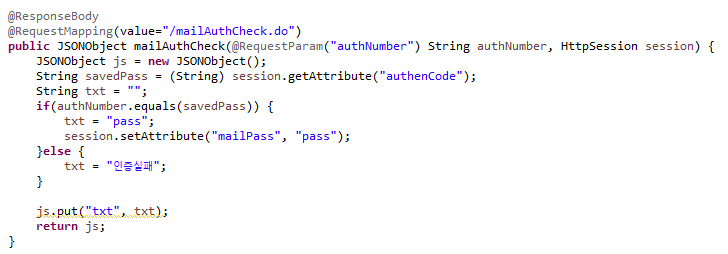 @ResponseBody
@RequestMapping(value="/mailAuthCheck.do")
public JSONObject mailAuthCheck(@RequestParam("authNumber") String authNumber, HttpSession session) {
    JSONObject js = new JSONObject();
    String savedPass = (String) session.getAttribute("authenCode");
    String txt = "";
    if(authNumber.equals(savedPass)) {
        txt = "pass";
        session.setAttribute("mailPass", "pass");
    }else {
        txt = "인증실패";
    }

    js.put("txt", txt);
    return js;
}